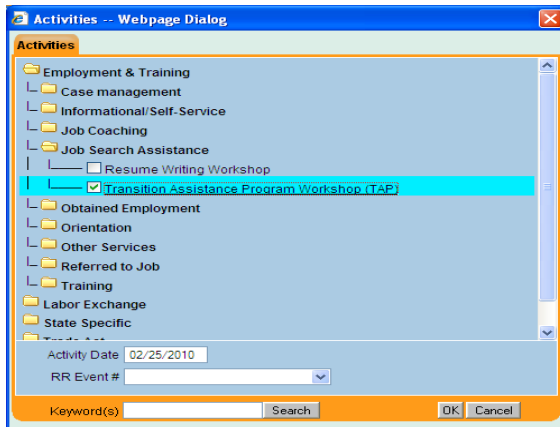 Activities -- Webpage Dialog
Activities
Employment & Training
Case management
Informational/Self-Service
Job Coaching
Job Search Assistance
Resume Writing Workshop
Transition Assistance Program Workshop (TAP)
Obtained Employment
Orientation
Other Services
Referred to Job
Training
Labor Exchange
State Specific
Activity Date 02/25/2010
RR Event #
Keyword(s) Search OK Cancel